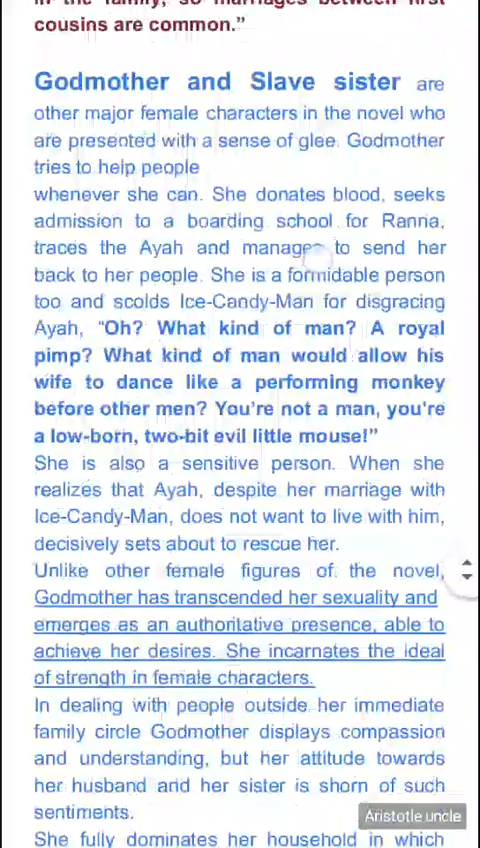 in the family, so marriages between first
cousins are common.”
Godmother and Slave sister are
other major female characters in the novel who
are presented with a sense of glee. Godmother
tries to help people
whenever she can. She donates blood, seeks
admission to a boarding school for Ranna,
traces the Ayah and manages to send her
back to her people. She is a formidable person
too and scolds Ice-Candy-Man for disgracing
Ayah, “Oh? What kind of man? A royal
pimp? What kind of man would allow his
wife to dance like a performing monkey
before other men? You're not a man, you're
a low-born, two-bit evil little mouse!”
She is also a sensitive person. When she
realizes that Ayah, despite her marriage with
Ice-Candy-Man, does not want to live with him,
decisively sets about to rescue her.
Unlike other female figures of the novel,
Godmother has transcended her sexuality and
emerges as an authoritative presence, able to
achieve her desires. She incarnates the ideal
of strength in female characters.
In dealing with people outside her immediate
family circle Godmother displays compassion
and understanding, but her attitude towards
her husband and her sister is shorn of such
sentiments.
Aristotle uncle
She fully dominates her household in which